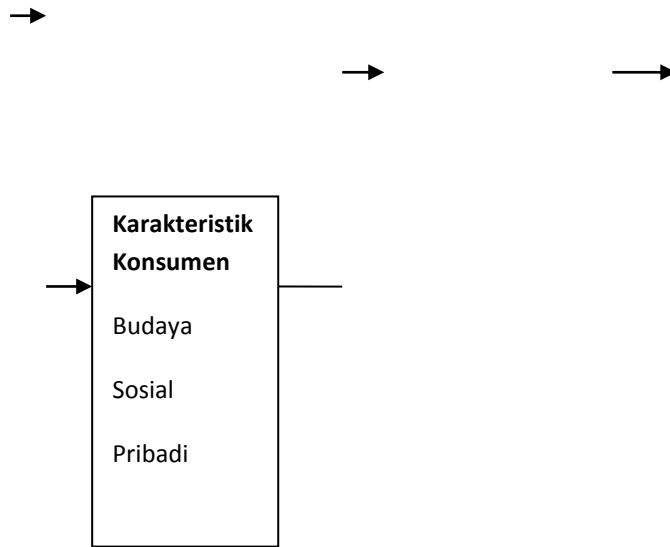 Karakteristik
Konsumen
Budaya
Sosial
Pribadi